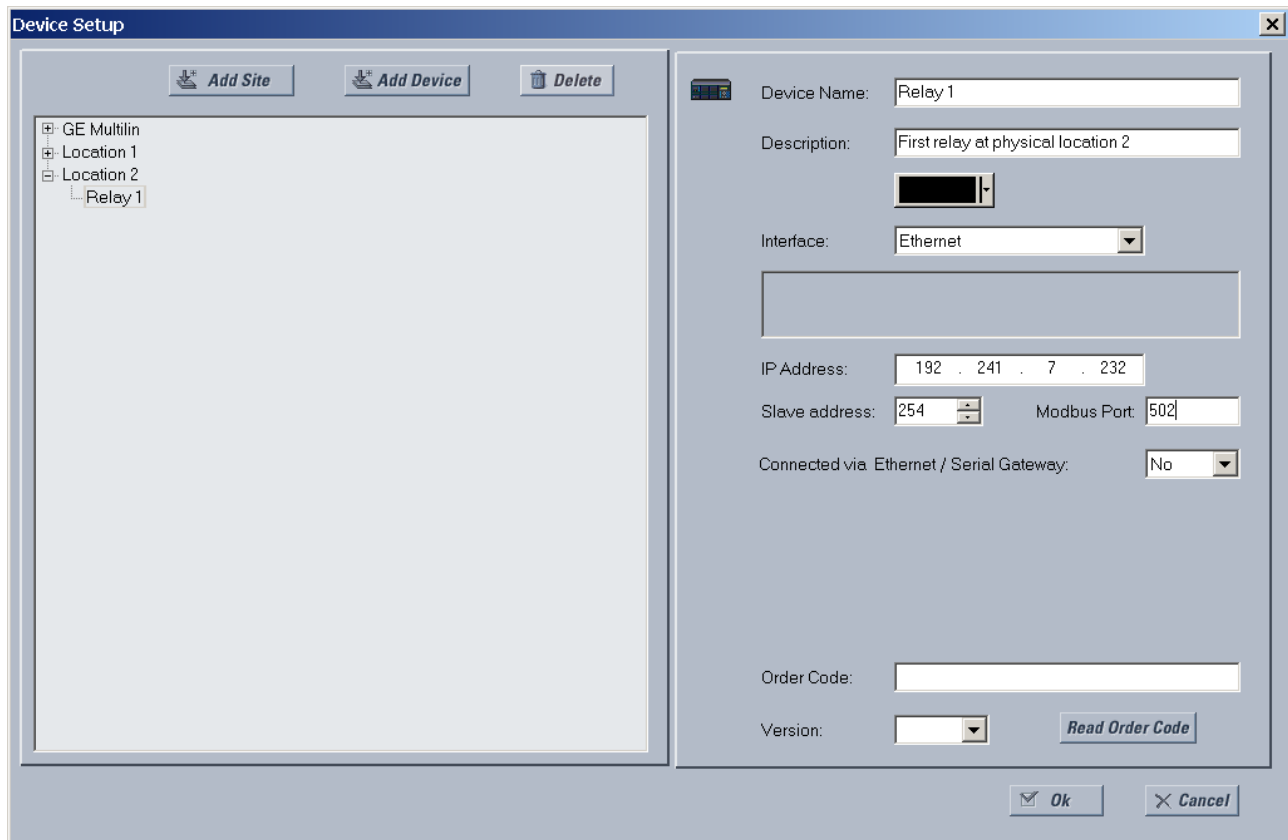 Device Setup
Add Site
Add Device
Delete
GE Multilin
Location 1
Location 2
Relay 1
Device Name: Relay 1
Description: First relay at physical location 2
Interface: Ethernet
IP Address: 192 . 241 . 7 . 232
Slave address: 254 Modbus Port: 502
Connected via Ethernet / Serial Gateway: No
Order Code:
Version:
Read Order Code
Ok
Cancel